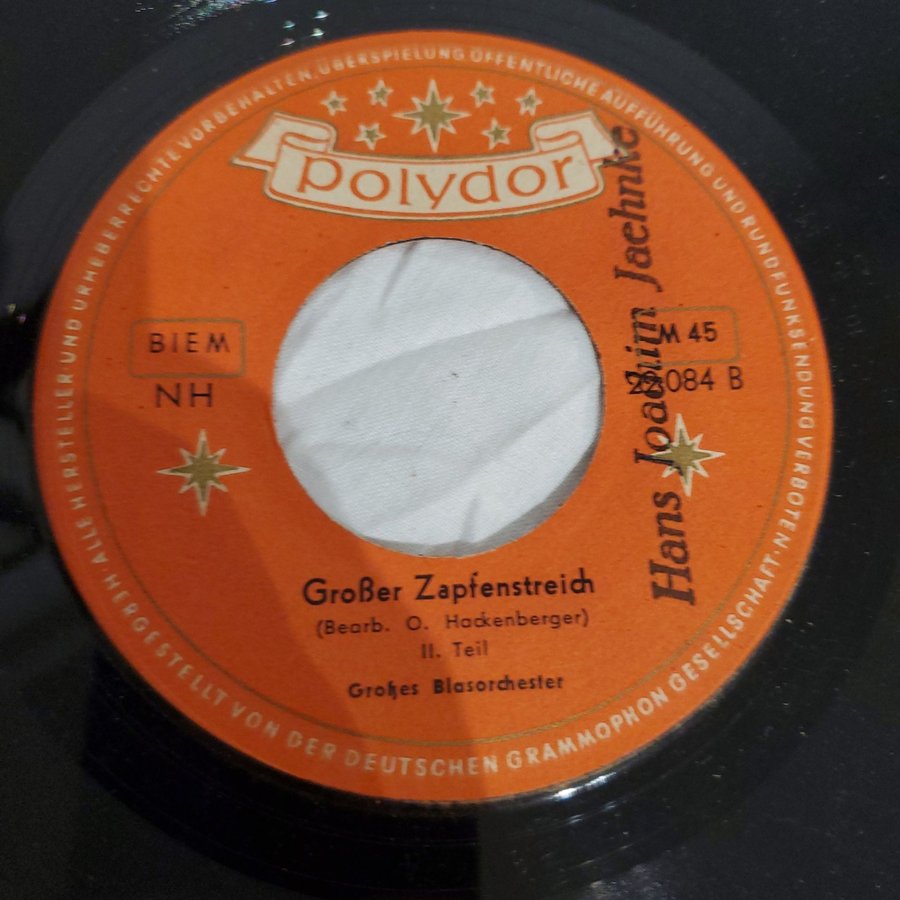 polydor
BIEM
NH
M 45
084 B
Hans Joachim Jaehnke
Großer Zapfenstreich
(Bearb. O. Hackenberger)
II. Teil
Großes Blasorchester
ALLE HERSTELLER- UND URHEBERRECHTE VORBEHALTEN. ÜBERSPIELUNG ÖFFENTLICHE AUFFÜHRUNG UND RUNDFUNKSENDUNG VERBOTEN · HERGESTELLT VON DER DEUTSCHEN GRAMMOPHON GESELLSCHAFT ·